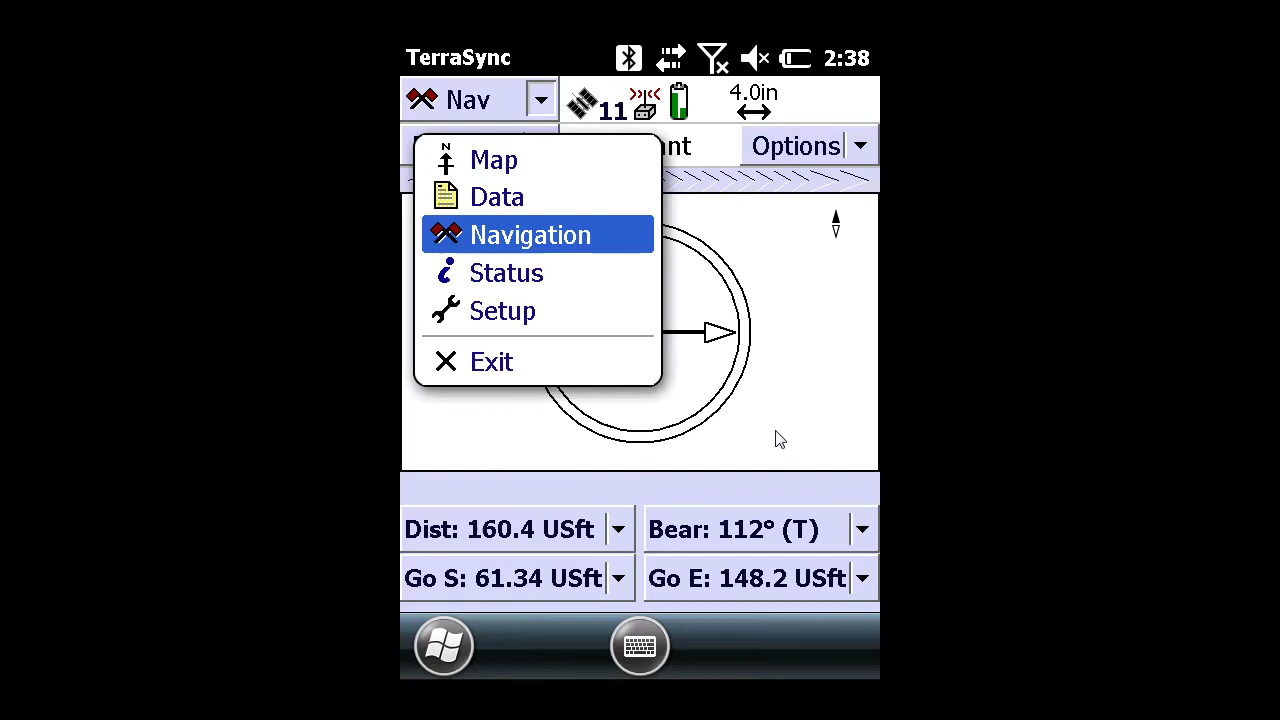 TerraSync 2:38
Nav 11 4.0in
nt Options
N
Map
Data
Navigation
Status
Setup
Exit
Dist: 160.4 USft Bear: 112° (T)
Go S: 61.34 USft Go E: 148.2 USft